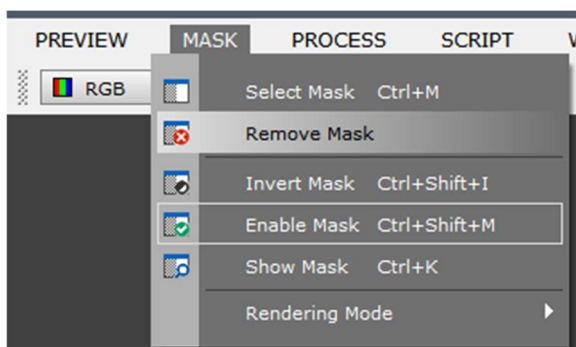 PREVIEW MASK PROCESS SCRIPT
RGB
Select Mask Ctrl+M
Remove Mask
Invert Mask Ctrl+Shift+I
Enable Mask Ctrl+Shift+M
Show Mask Ctrl+K
Rendering Mode